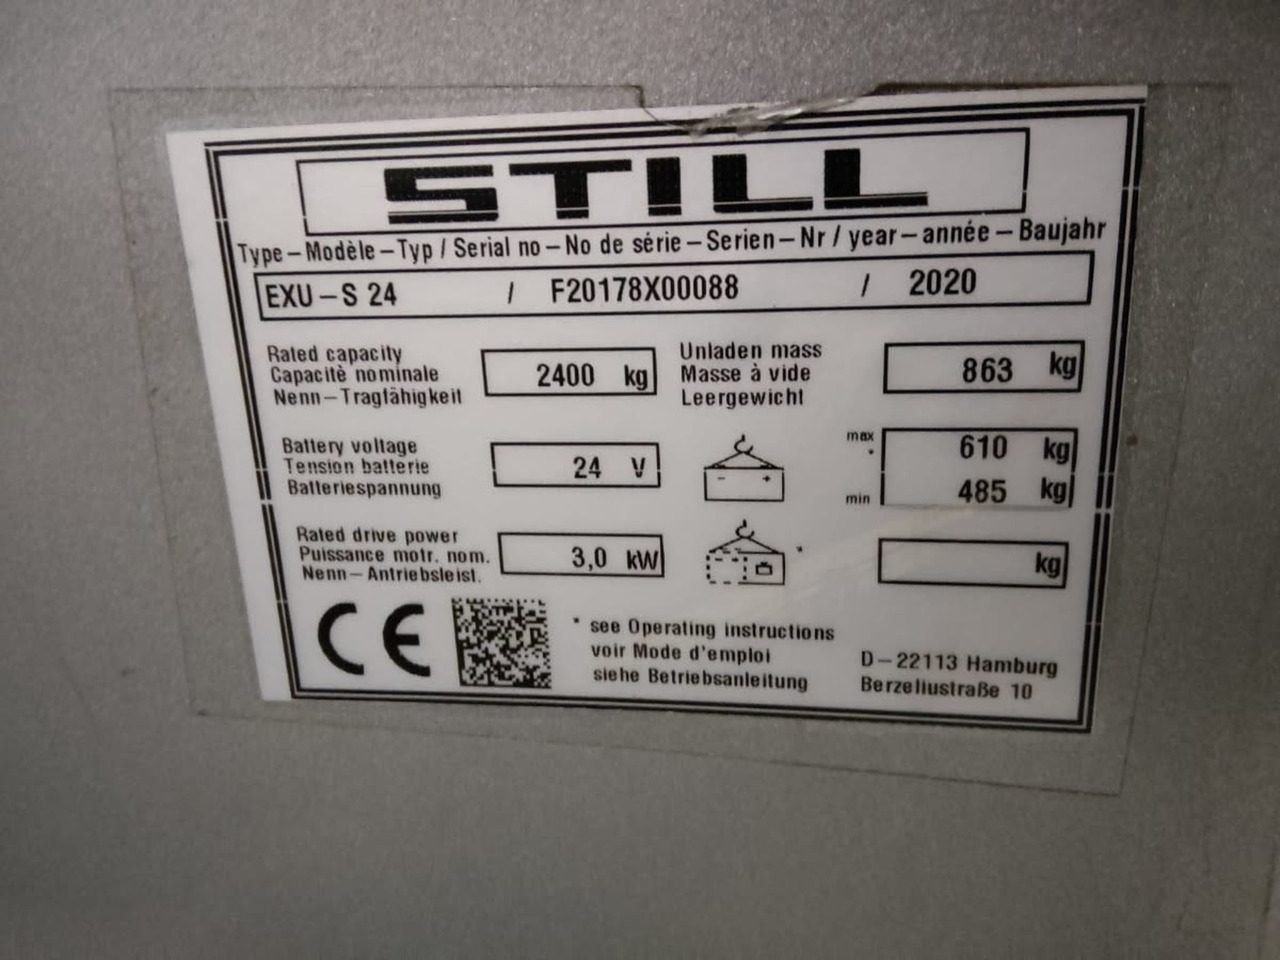 STILL
Type – Modèle – Typ / Serial no – No de série – Serien – Nr / year – année – Baujahr
EXU – S 24 / F20178X00088 / 2020
Rated capacity
Capacitè nominale
Nenn – Tragfähigkeit
2400 kg
Unladen mass
Masse à vide
Leergewicht
863 kg
Battery voltage
Tension batterie
Batteriespannung
24 V
- +
max 610 kg
*
min 485 kg
Rated drive power
Puissance motr. nom.
Nenn – Antriebsleist.
3,0 kW
*
kg
CE
* see Operating instructions
voir Mode d'emploi
siehe Betriebsanleitung
D – 22113 Hamburg
Berzeliustraße 10